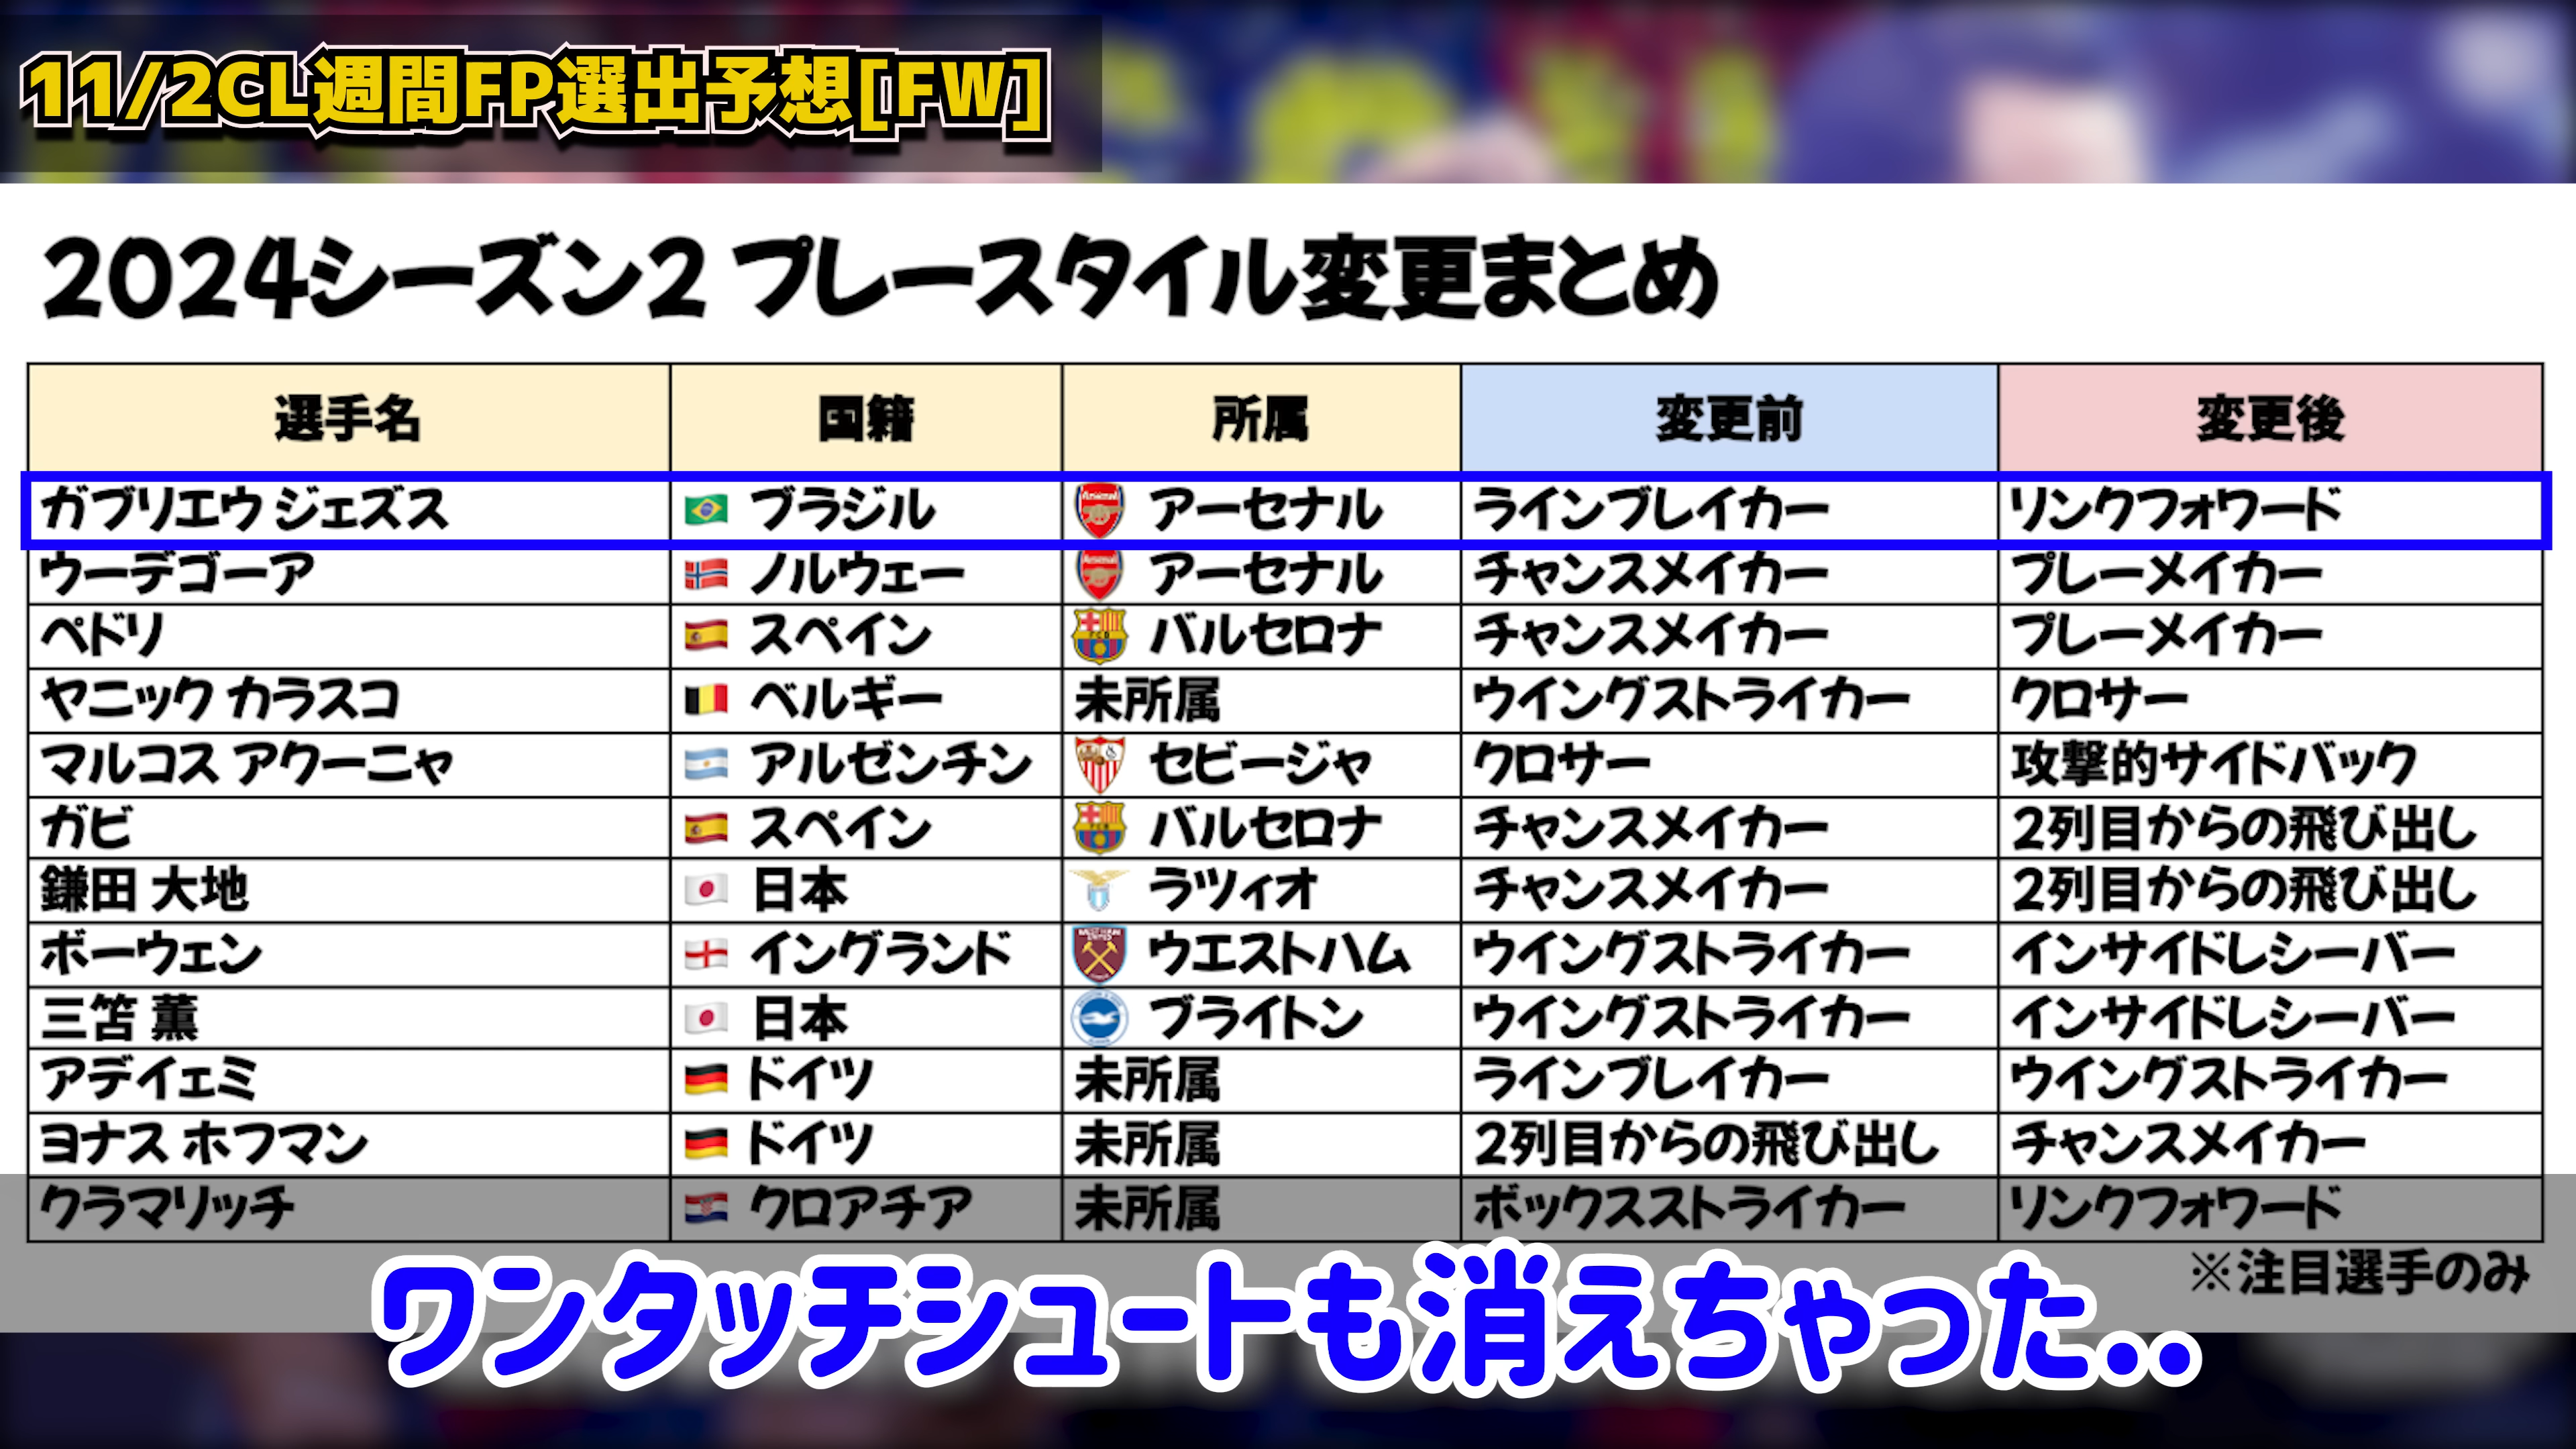 11/2CL週間FP選出予想[FW]
2024シーズン2 プレースタイル変更まとめ
選手名 国籍 所属 変更前 変更後
ガブリエウ ジェズス ブラジル アーセナル ラインブレイカー リンクフォワード
ウーデゴーア ノルウェー アーセナル チャンスメイカー プレーメイカー
ペドリ スペイン バルセロナ チャンスメイカー プレーメイカー
ヤニック カラスコ ベルギー 未所属 ウイングストライカー クロサー
マルコス アクーニャ アルゼンチン セビージャ クロサー 攻撃的サイドバック
ガビ スペイン バルセロナ チャンスメイカー 2列目からの飛び出し
鎌田 大地 日本 ラツィオ チャンスメイカー 2列目からの飛び出し
ボーウェン イングランド ウエストハム ウイングストライカー インサイドレシーバー
三笘 薫 日本 ブライトン ウイングストライカー インサイドレシーバー
アデイェミ ドイツ 未所属 ラインブレイカー ウイングストライカー
ヨナス ホフマン ドイツ 未所属 2列目からの飛び出し チャンスメイカー
クラマリッチ クロアチア 未所属 ボックスストライカー リンクフォワード
※注目選手のみ
ワンタッチシュートも消えちゃった..